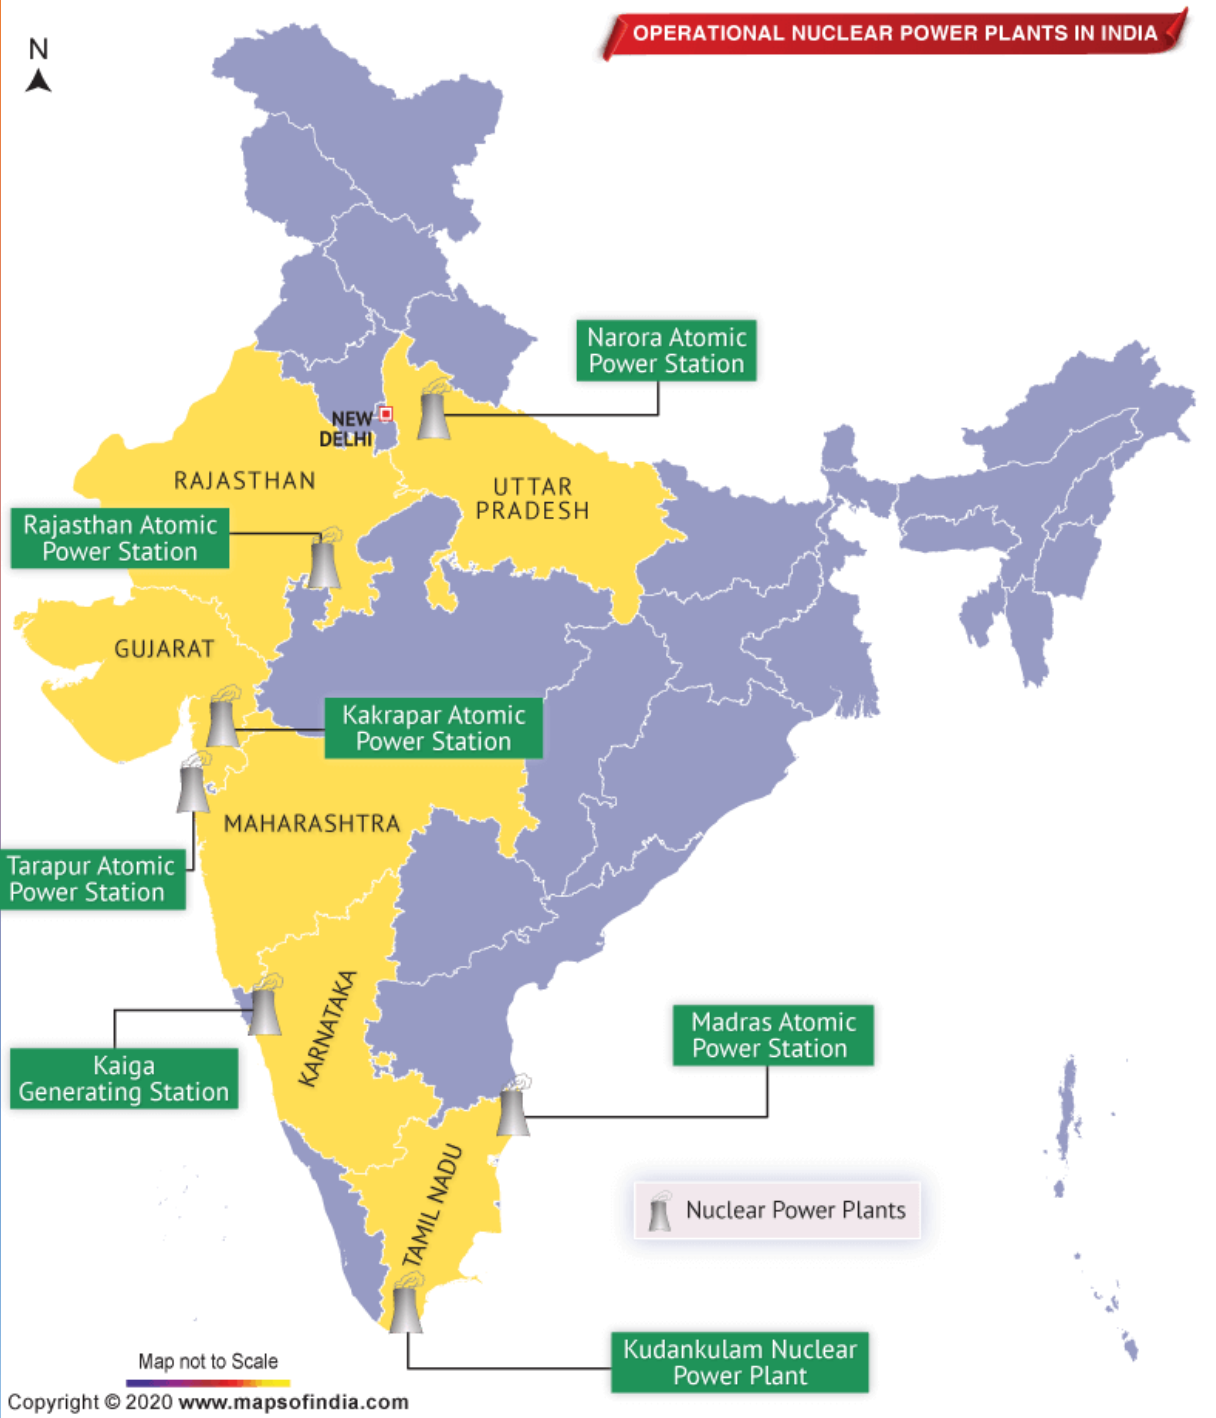 OPERATIONAL NUCLEAR POWER PLANTS IN INDIA
N
Narora Atomic
Power Station
NEW
DELHI
RAJASTHAN
UTTAR
PRADESH
Rajasthan Atomic
Power Station
GUJARAT
Kakrapar Atomic
Power Station
MAHARASHTRA
Tarapur Atomic
Power Station
KARNATAKA
Madras Atomic
Power Station
Kaiga
Generating Station
TAMIL NADU
Nuclear Power Plants
Kudankulam Nuclear
Power Plant
Map not to Scale
Copyright © 2020 www.mapsofindia.com